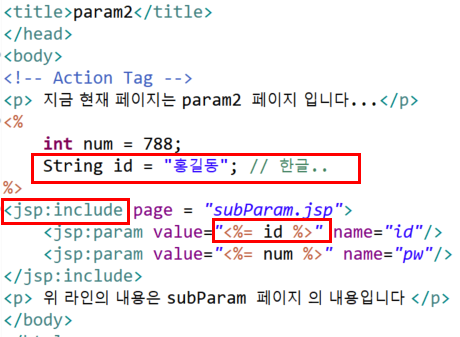 <title>param2</title>
</head>
<body>
<!-- Action Tag -->
<p> 지금 현재 페이지는 param2 페이지 입니다...</p>
<%
int num = 788;
String id = "홍길동"; // 한글..
%>
<jsp:include page = "subParam.jsp">
<jsp:param value="<%= id %>" name="id"/>
<jsp:param value="<%= num %>" name="pw"/>
</jsp:include>
<p> 위 라인의 내용은 subParam 페이지 의 내용입니다 </p>
</body>